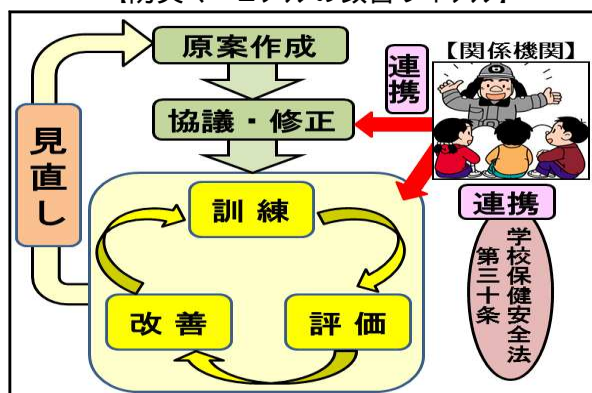 原案作成
連携
【関係機関】
協議・修正
見直し
訓練
連携
学校保健安全法
第三十条
改善
評価